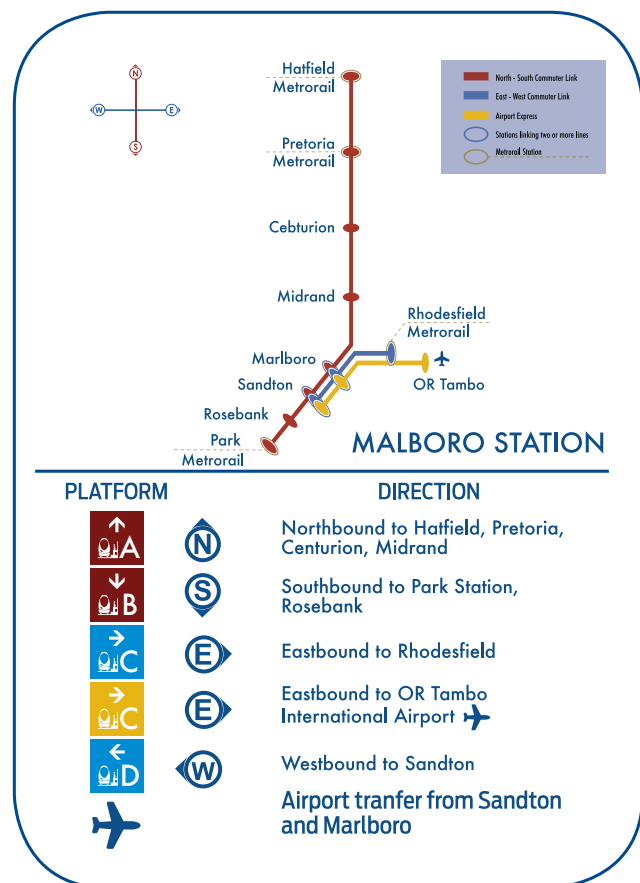 N
W
E
S
Hatfield
Metrorail
Pretoria
Metrorail
Cebturion
Midrand
Marlboro
Sandton
Rosebank
Park
Metrorail
Rhodesfield
Metrorail
OR Tambo
North - South Commuter Link
East - West Commuter Link
Airport Express
Stations linking two or more lines
Metrorail Station
MALBORO STATION
PLATFORM
DIRECTION
A
N
Northbound to Hatfield, Pretoria,
Centurion, Midrand
B
S
Southbound to Park Station,
Rosebank
C
E
Eastbound to Rhodesfield
C
E
Eastbound to OR Tambo
International Airport
D
W
Westbound to Sandton
Airport tranfer from Sandton
and Marlboro